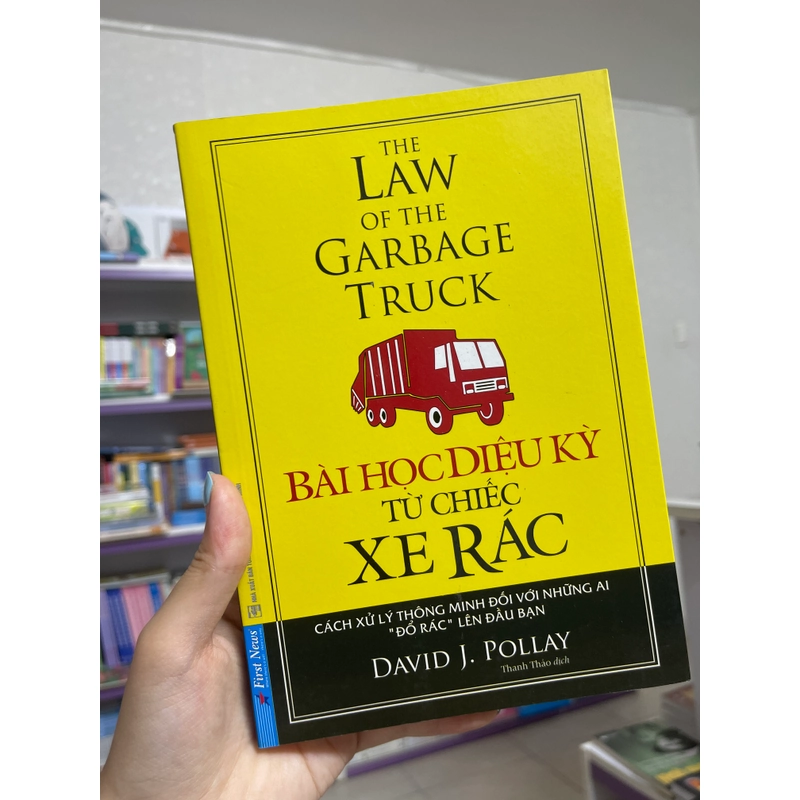 THE
LAW
OF THE
GARBAGE
TRUCK
BÀI HỌC DIỆU KỲ
TỪ CHIẾC
XE RÁC
CÁCH XỬ LÝ THÔNG MINH ĐỐI VỚI NHỮNG AI
"ĐỔ RÁC" LÊN ĐẦU BẠN
DAVID J. POLLAY
Thanh Thảo dịch
First News